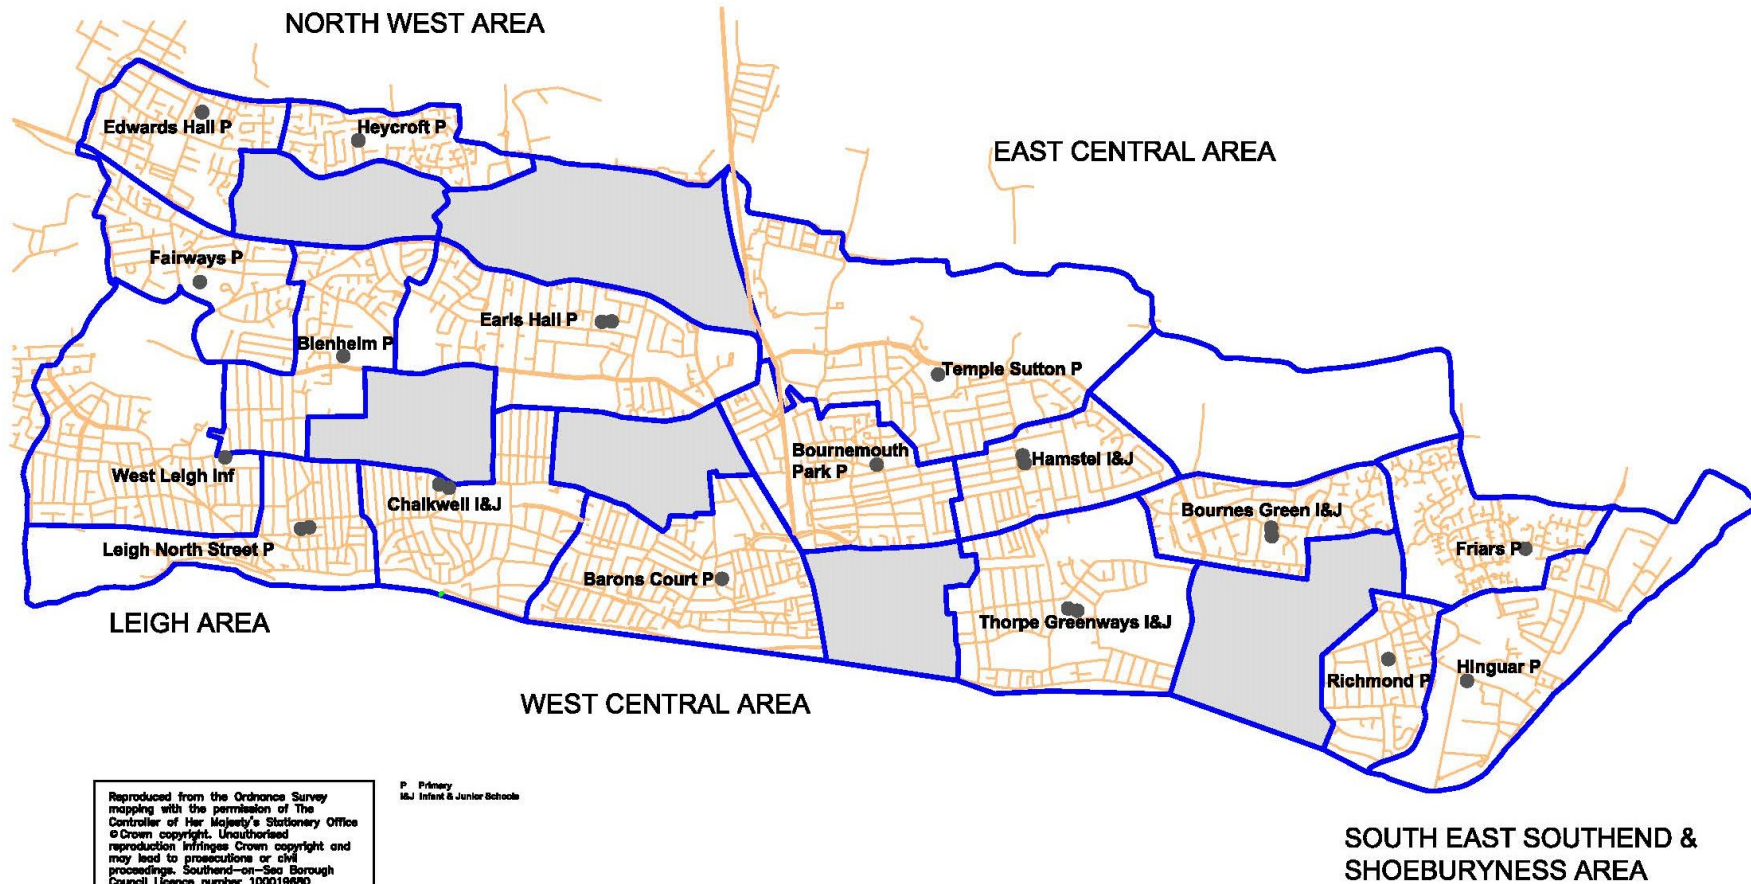 NORTH WEST AREA
EAST CENTRAL AREA
Edwards Hall P
Heycroft P
Fairways P
Earls Hall P
Blenheim P
Temple Sutton P
Bournemouth
Park P
Hamstel I&J
West Leigh Inf
Chalkwell I&J
Bournes Green I&J
Leigh North Street P
Friars P
Barons Court P
Thorpe Greenways I&J
LEIGH AREA
Hinguar P
Richmond P
WEST CENTRAL AREA
P Primary
I&J Infant & Junior Schools
Reproduced from the Ordnance Survey
mapping with the permission of The
Controller of Her Majesty's Stationery Office
© Crown copyright. Unauthorised
reproduction infringes Crown copyright and
may lead to prosecutions or civil
proceedings. Southend-on-Sea Borough
Council Licence number 100019680
SOUTH EAST SOUTHEND &
SHOEBURYNESS AREA